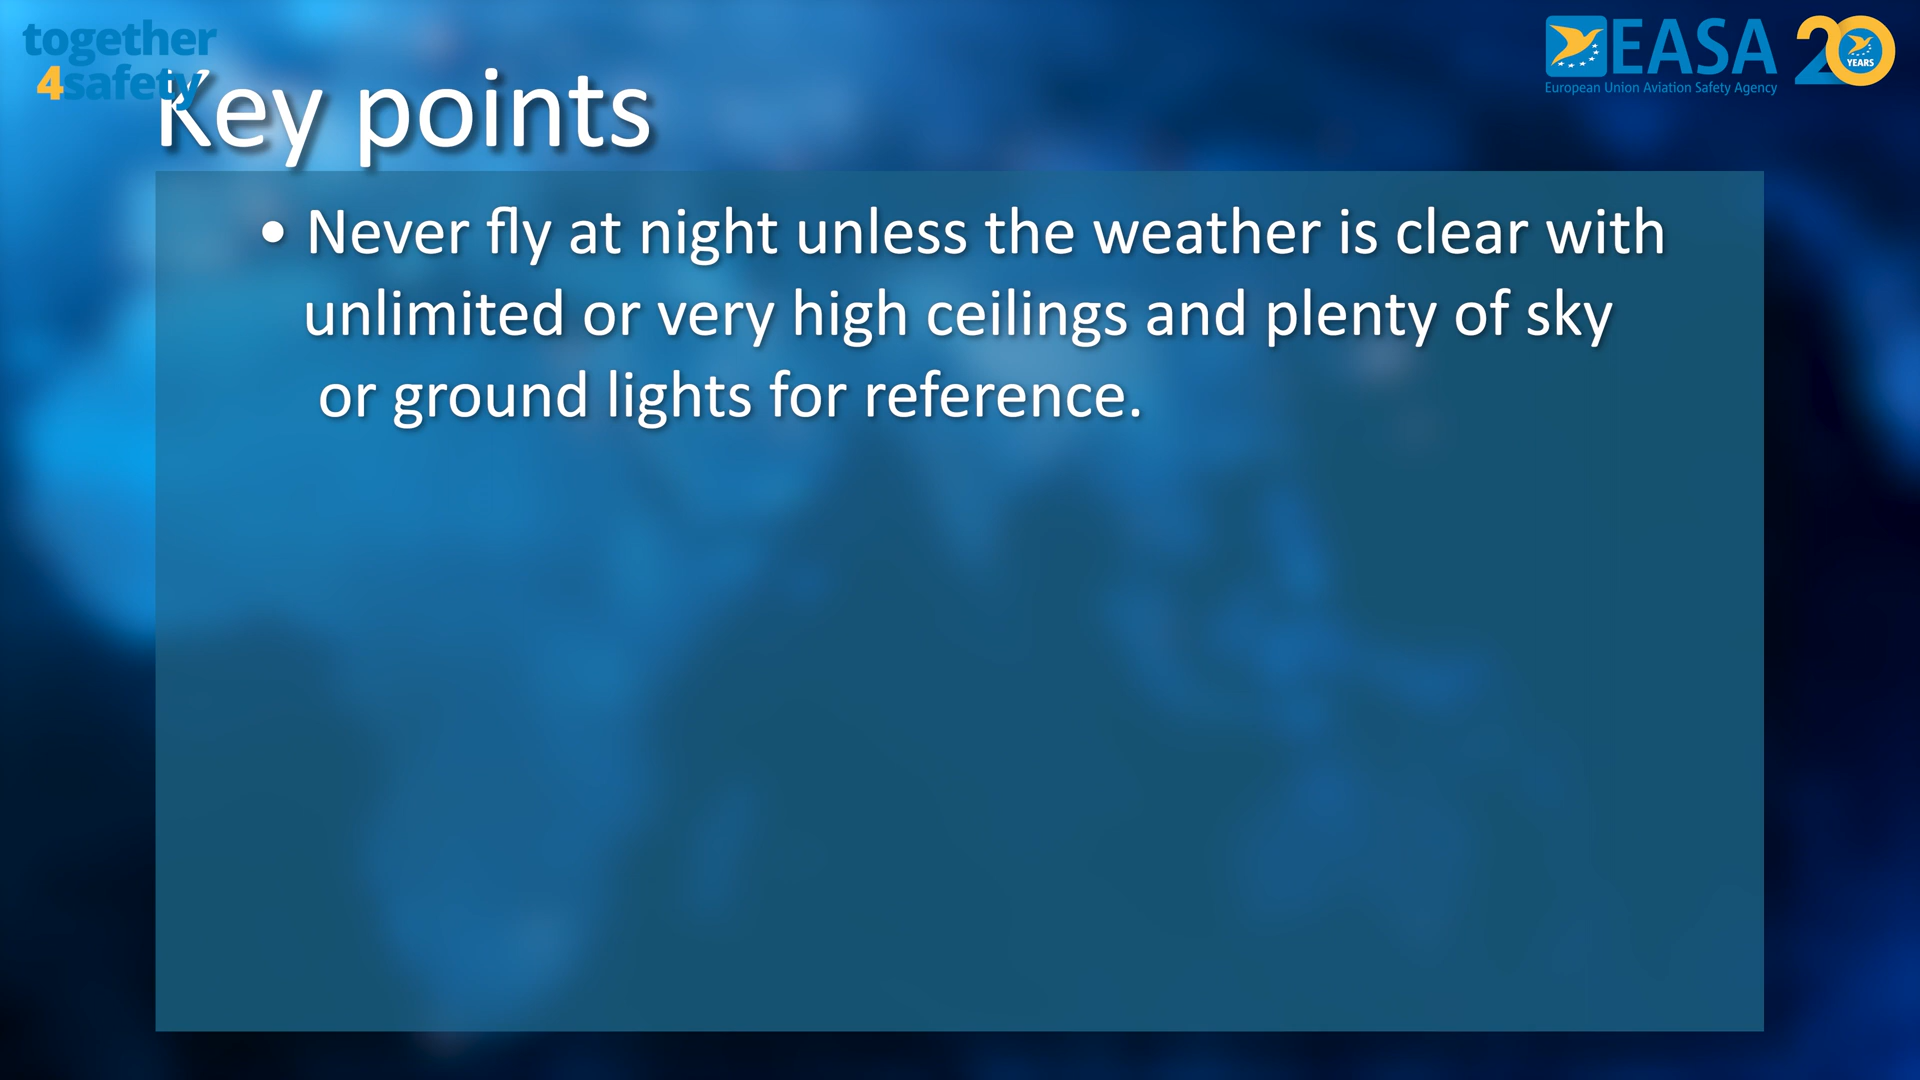 together
4safety
EASA
European Union Aviation Safety Agency
20
YEARS
Key points
• Never fly at night unless the weather is clear with
unlimited or very high ceilings and plenty of sky
or ground lights for reference.